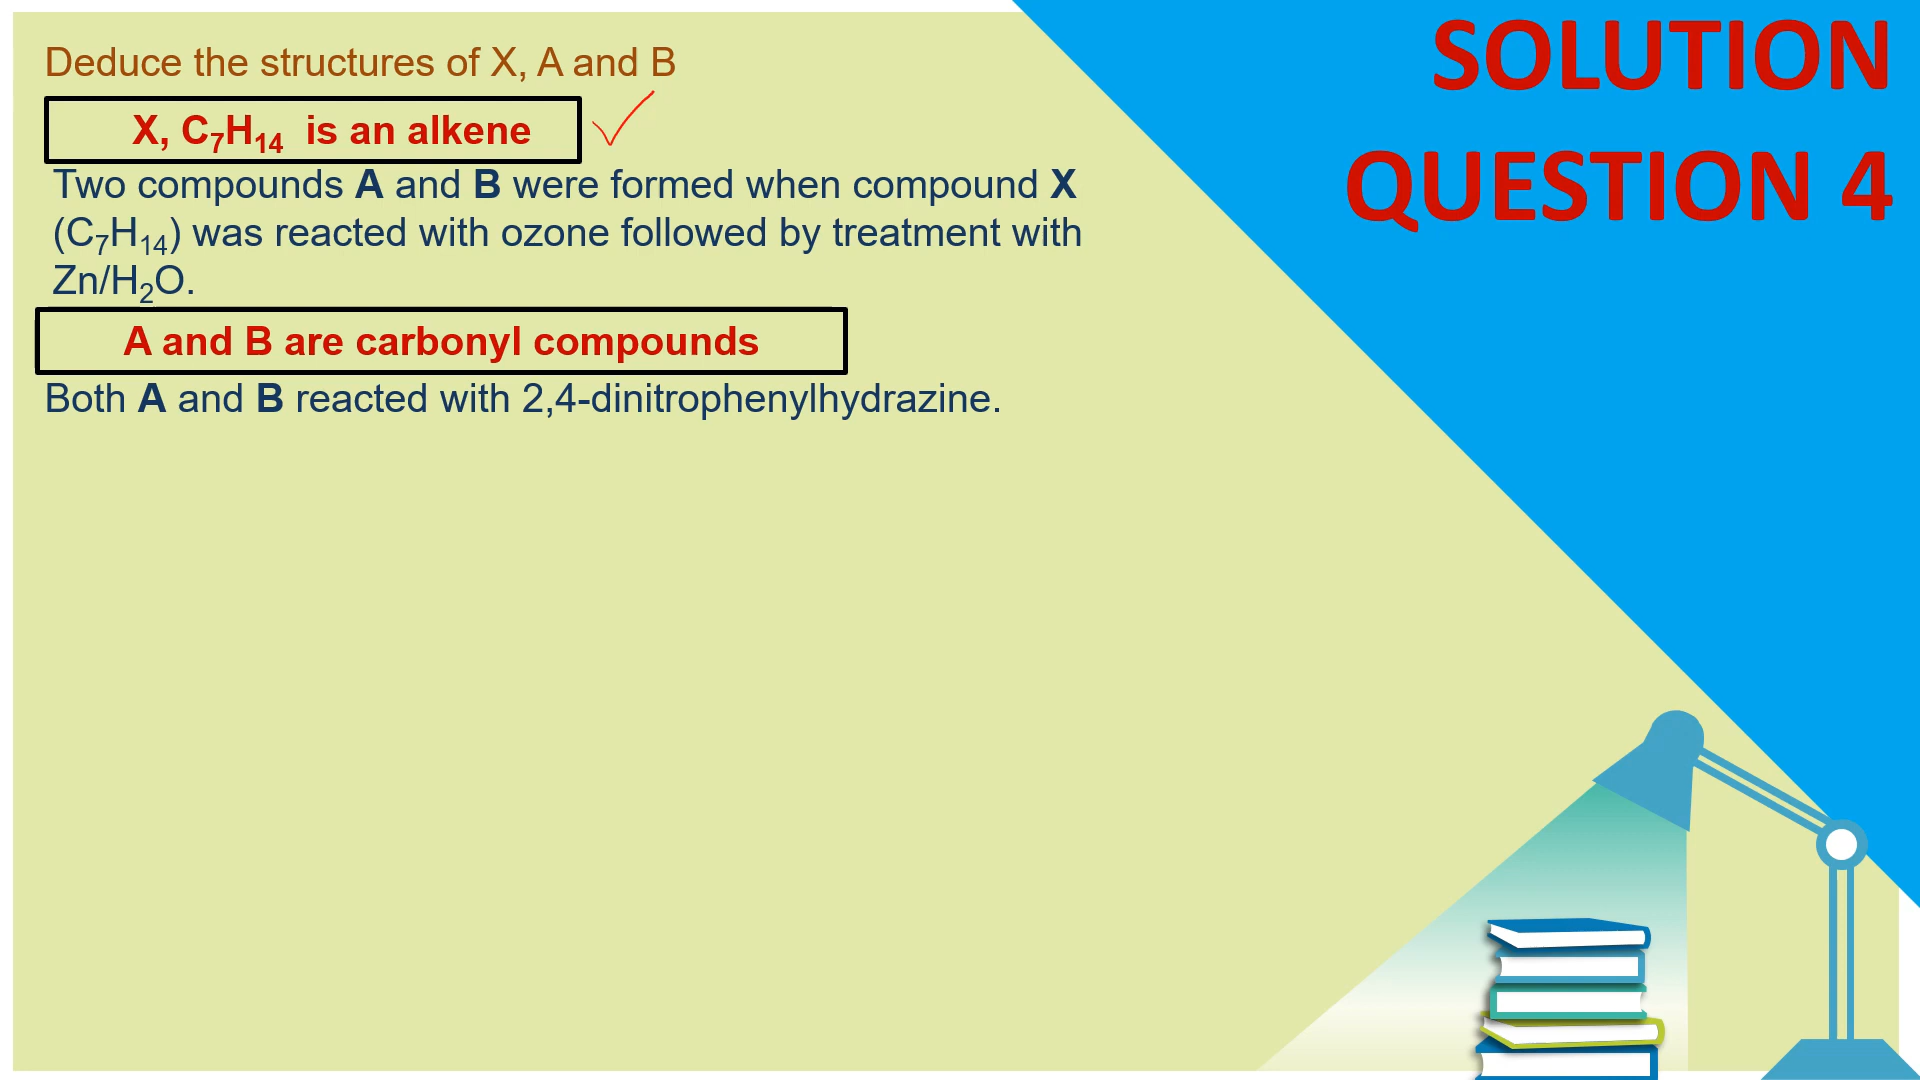 SOLUTION
QUESTION 4
Deduce the structures of X, A and B
X, C₇H₁₄ is an alkene
Two compounds A and B were formed when compound X
(C₇H₁₄) was reacted with ozone followed by treatment with
Zn/H₂O.
A and B are carbonyl compounds
Both A and B reacted with 2,4-dinitrophenylhydrazine.